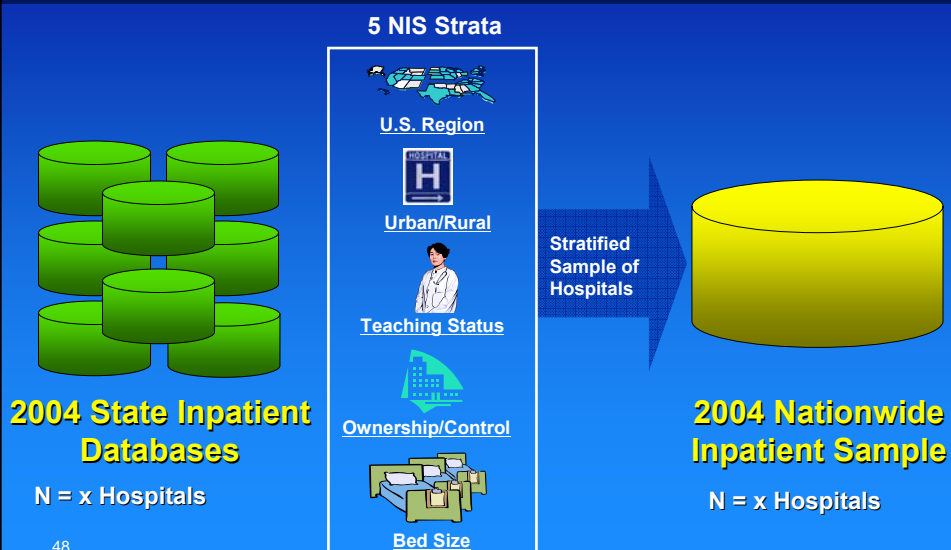 5 NIS Strata
U.S. Region
HOSPITAL
H
Urban/Rural
Teaching Status
Ownership/Control
Bed Size
Stratified
Sample of
Hospitals
2004 State Inpatient
Databases
N = x Hospitals
2004 Nationwide
Inpatient Sample
N = x Hospitals
48